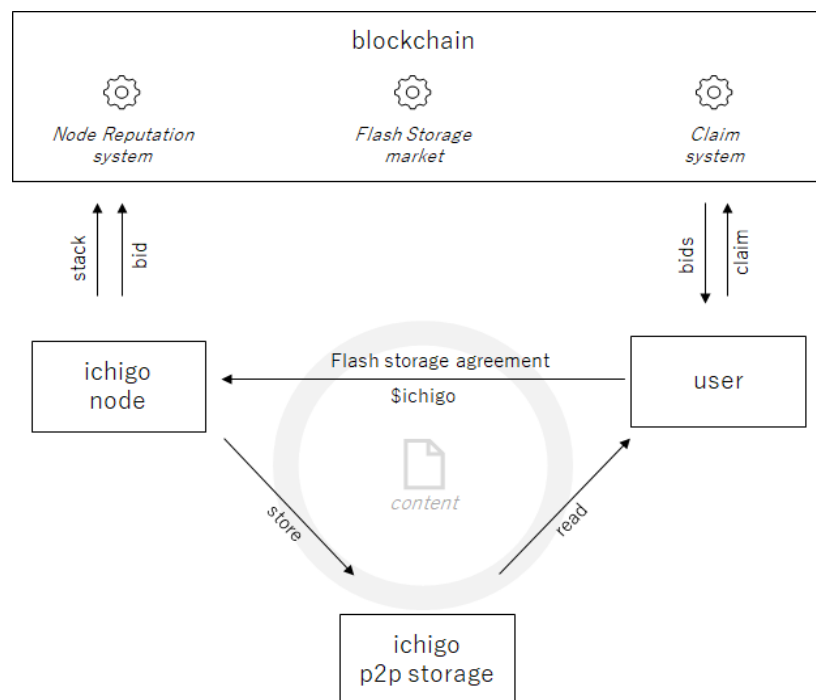 blockchain
Node Reputation
system
Flash Storage
market
Claim
system
stack
bid
bids
claim
ichigo
node
Flash storage agreement
$ichigo
user
content
store
read
ichigo
p2p storage